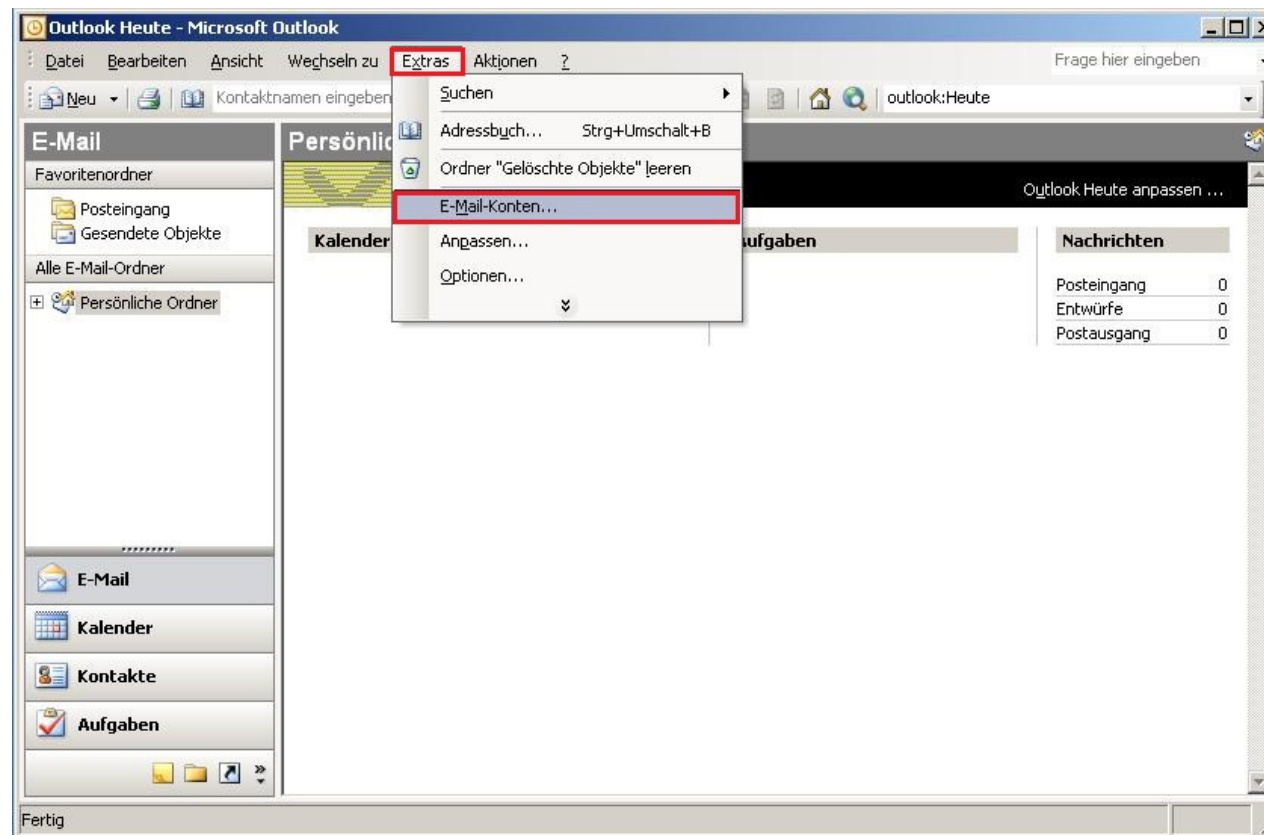 Outlook Heute - Microsoft Outlook
Datei Bearbeiten Ansicht Wechseln zu Extras Aktionen ? Frage hier eingeben
Neu Kontaktnamen eingeben outlook:Heute
Suchen
Adressbuch... Strg+Umschalt+B
Ordner "Gelöschte Objekte" leeren
E-Mail-Konten...
Anpassen...
Optionen...
E-Mail
Favoritenordner
Posteingang
Gesendete Objekte
Alle E-Mail-Ordner
Persönliche Ordner
Outlook Heute anpassen ...
Kalender
Nachrichten
Posteingang 0
Entwürfe 0
Postausgang 0
E-Mail
Kalender
Kontakte
Aufgaben
Fertig